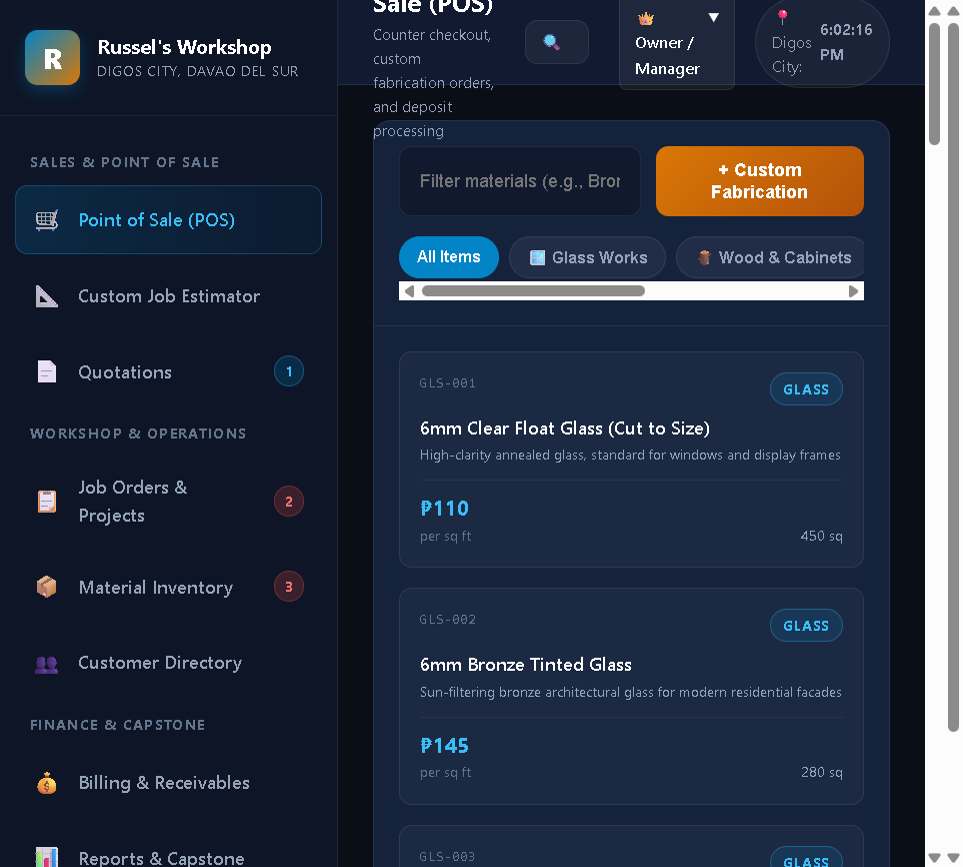 R
Russel's Workshop
DIGOS CITY, DAVAO DEL SUR
SALES & POINT OF SALE
Point of Sale (POS)
Custom Job Estimator
Quotations
1
WORKSHOP & OPERATIONS
Job Orders &
Projects
2
Material Inventory
3
Customer Directory
FINANCE & CAPSTONE
Billing & Receivables
Reports & Capstone
Sale (POS)
Counter checkout,
custom
fabrication orders,
and deposit
processing
Owner /
Manager
▼
Digos
City:
6:02:16
PM
Filter materials (e.g., Bron
+ Custom
Fabrication
All Items
Glass Works
Wood & Cabinets
GLS-001
GLASS
6mm Clear Float Glass (Cut to Size)
High-clarity annealed glass, standard for windows and display frames
₱110
per sq ft
450 sq
GLS-002
GLASS
6mm Bronze Tinted Glass
Sun-filtering bronze architectural glass for modern residential facades
₱145
per sq ft
280 sq
GLS-003
GLASS